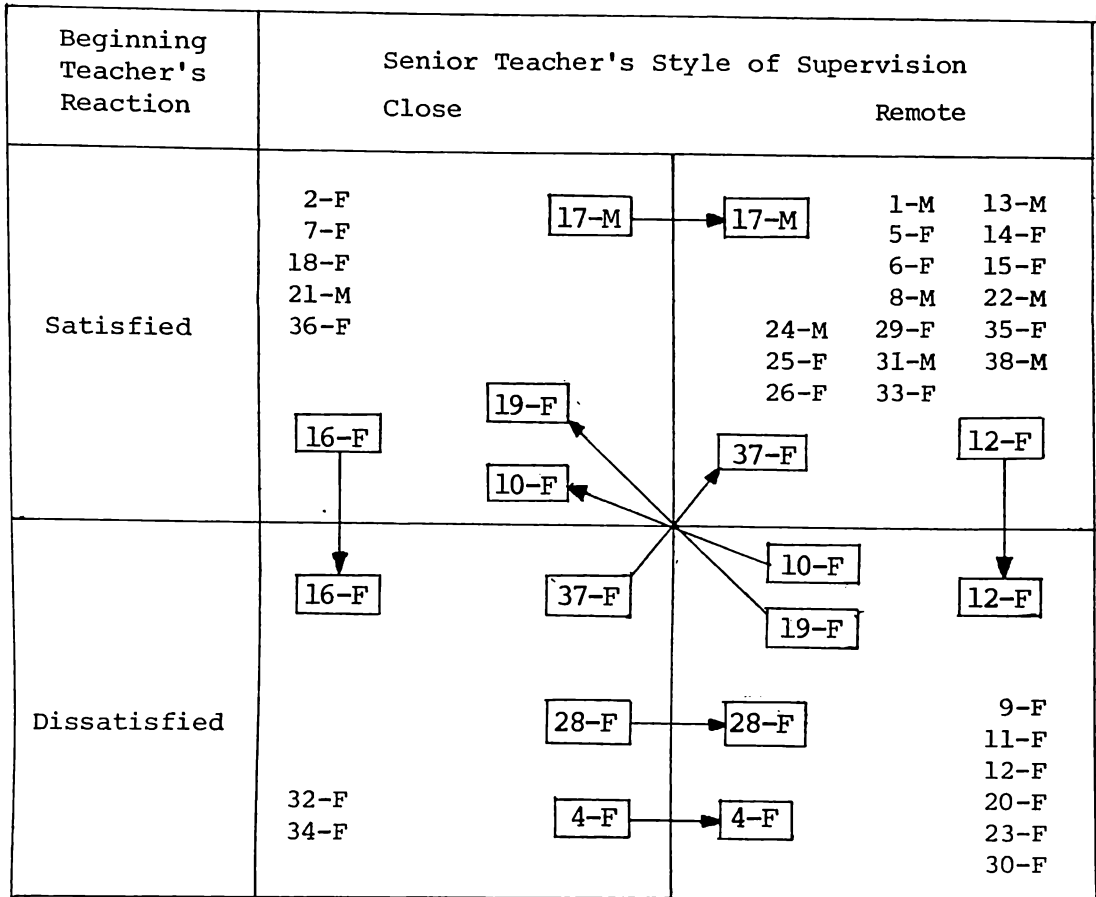 Beginning
Teacher's
Reaction
Senior Teacher's Style of Supervision
Close Remote
Satisfied
2-F
7-F
18-F
21-M
36-F
17-M 17-M
1-M 13-M
5-F 14-F
6-F 15-F
8-M 22-M
24-M 29-F 35-F
25-F 31-M 38-M
26-F 33-F
19-F
16-F 37-F 12-F
10-F
Dissatisfied
16-F 37-F 10-F 12-F
19-F
28-F 28-F
4-F 4-F
32-F
34-F
9-F
11-F
12-F
20-F
23-F
30-F